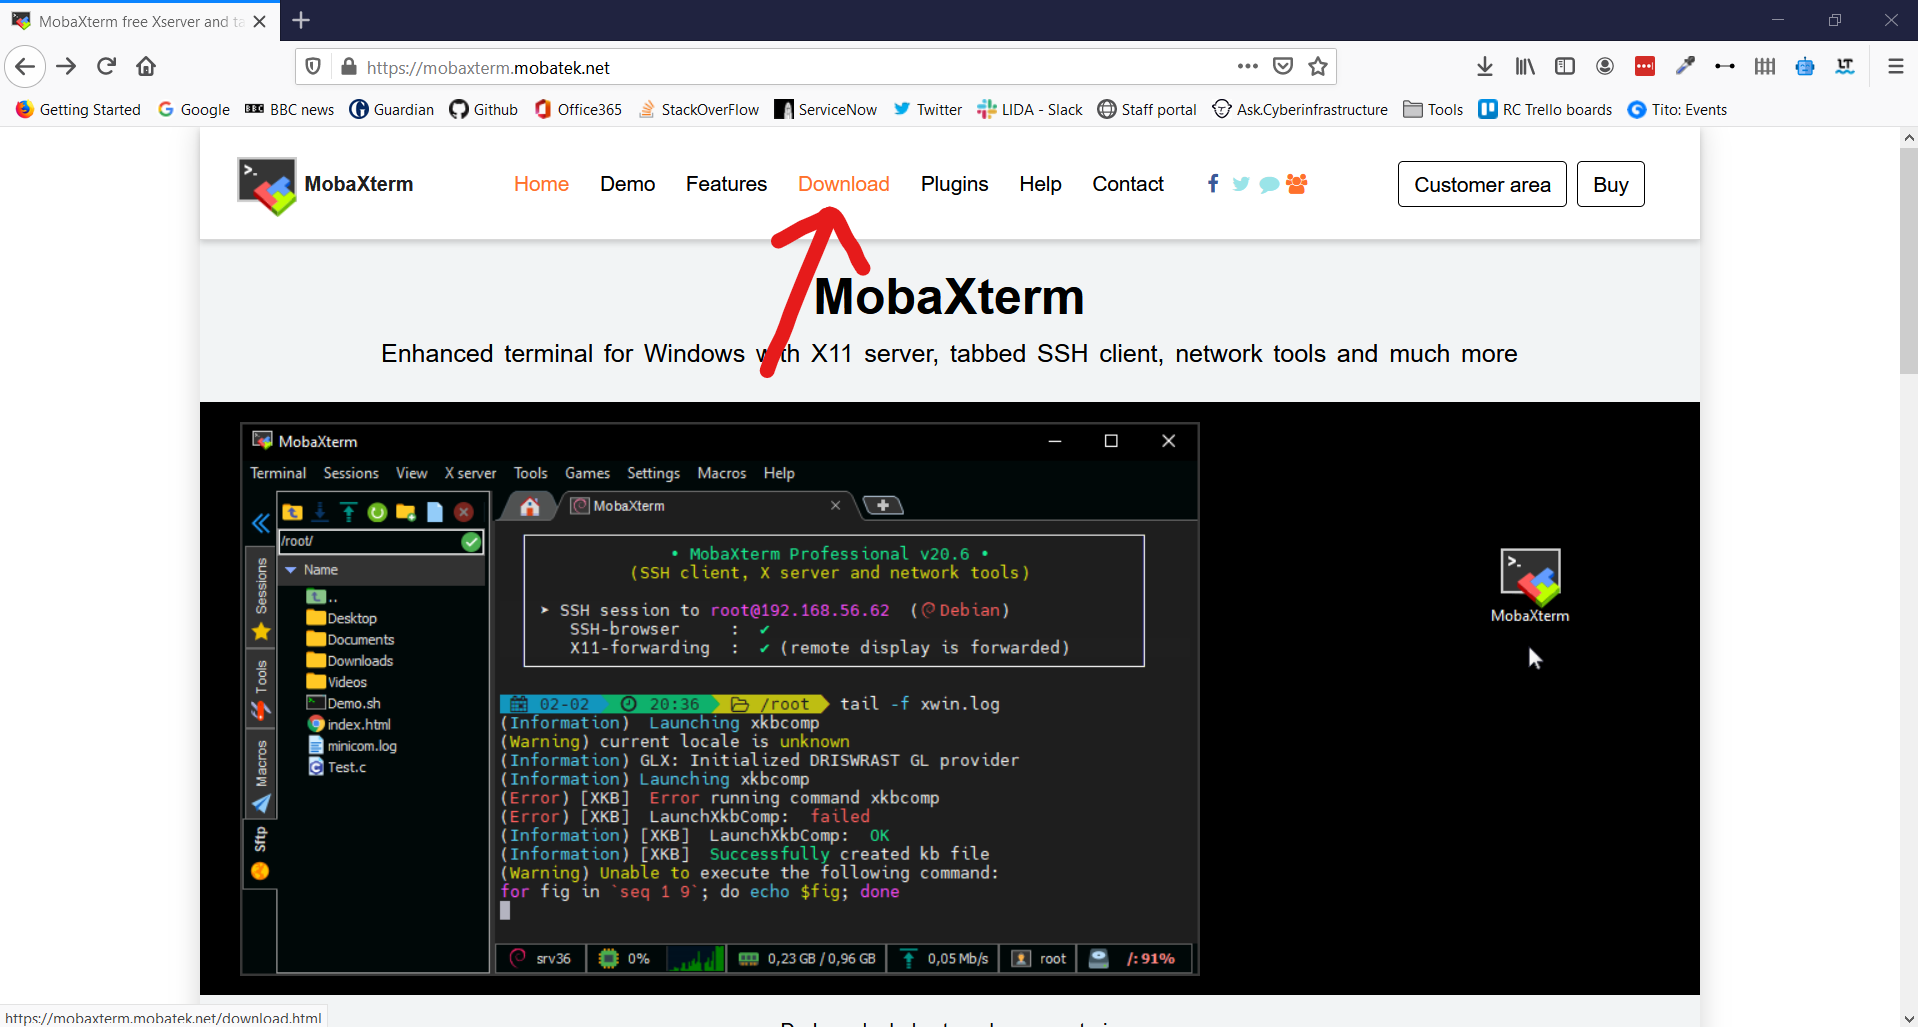 MobaXterm free Xserver and ta
https://mobaxterm.mobatek.net
Getting Started Google BBC news Guardian Github Office365 StackOverFlow ServiceNow Twitter LIDA - Slack Staff portal Ask.Cyberinfrastructure Tools RC Trello boards Tito: Events
MobaXterm Home Demo Features Download Plugins Help Contact Customer area Buy
MobaXterm
Enhanced terminal for Windows with X11 server, tabbed SSH client, network tools and much more
MobaXterm
Terminal Sessions View X server Tools Games Settings Macros Help
MobaXterm
/root/
Name
..
Desktop
Documents
Downloads
Videos
Demo.sh
index.html
minicom.log
Test.c
Sessions
Tools
Macros
Sftp
• MobaXterm Professional v20.6 •
(SSH client, X server and network tools)
➤ SSH session to root@192.168.56.62 (Debian)
SSH-browser : ✔
X11-forwarding : ✔ (remote display is forwarded)
02-02 20:36 /root tail -f xwin.log
(Information) Launching xkbcomp
(Warning) current locale is unknown
(Information) GLX: Initialized DRISWRAST GL provider
(Information) Launching xkbcomp
(Error) [XKB] Error running command xkbcomp
(Error) [XKB] LaunchXkbComp: failed
(Information) [XKB] LaunchXkbComp: OK
(Information) [XKB] Successfully created kb file
(Warning) Unable to execute the following command:
for fig in `seq 1 9`; do echo $fig; done
srv36 0% 0,23 GB / 0,96 GB 0,05 Mb/s root /: 91%
MobaXterm
https://mobaxterm.mobatek.net/download.html